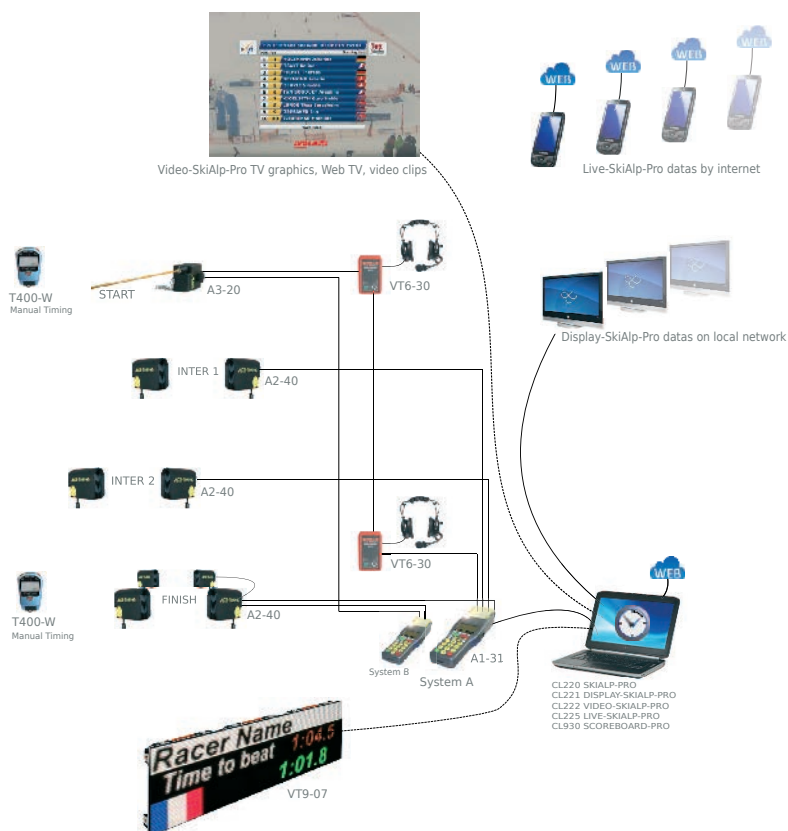 Video-SkiAlp-Pro TV graphics, Web TV, video clips
WEB
WEB
WEB
WEB
Live-SkiAlp-Pro datas by internet
T400-W
Manual Timing
START
A3-20
VT6-30
Display-SkiAlp-Pro datas on local network
INTER 1
A2-40
INTER 2
A2-40
VT6-30
FINISH
A2-40
T400-W
Manual Timing
WEB
System B
System A
A1-31
CL220 SKIALP-PRO
CL221 DISPLAY-SKIALP-PRO
CL222 VIDEO-SKIALP-PRO
CL225 LIVE-SKIALP-PRO
CL930 SCOREBOARD-PRO
Racer Name 1:04.5
Time to beat 1:01.8
VT9-07